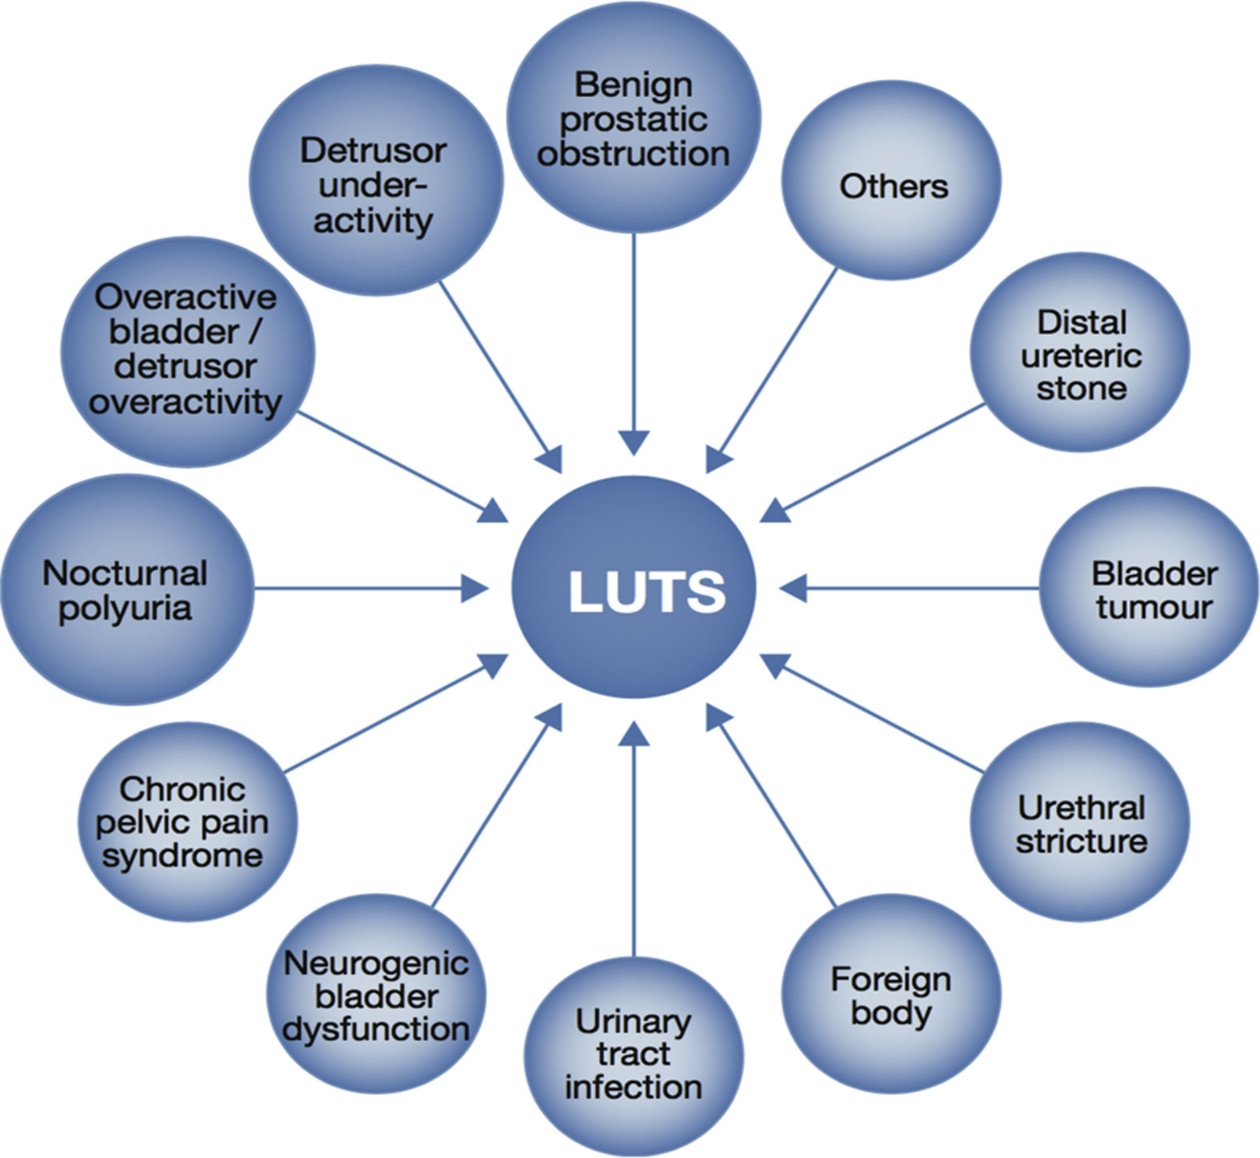 Benign
prostatic
obstruction
Others
Distal
ureteric
stone
Bladder
tumour
Urethral
stricture
Foreign
body
Urinary
tract
infection
Neurogenic
bladder
dysfunction
Chronic
pelvic pain
syndrome
Nocturnal
polyuria
Overactive
bladder /
detrusor
overactivity
Detrusor
under-
activity
LUTS